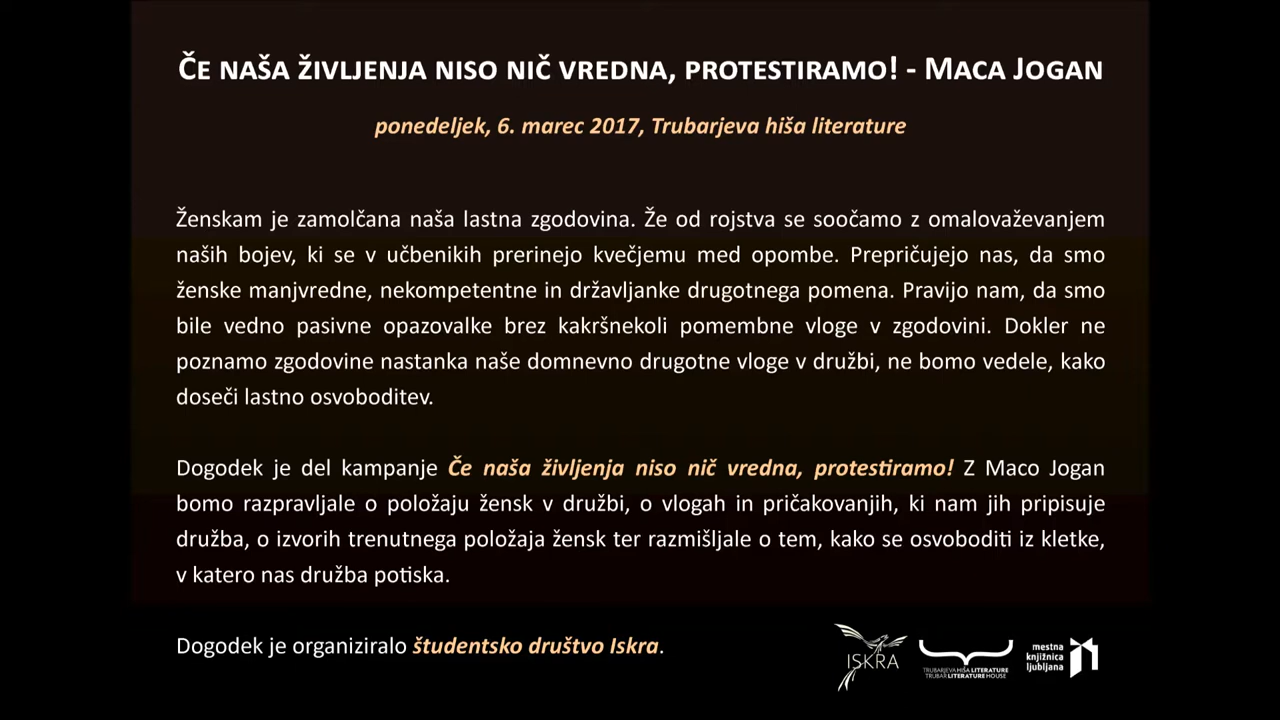 Če naša življenja niso nič vredna, protestiramo! - Maca Jogan
ponedeljek, 6. marec 2017, Trubarjeva hiša literature
Ženskam je zamolčana naša lastna zgodovina. Že od rojstva se soočamo z omalovaževanjem
naših bojev, ki se v učbenikih prerinejo kvečjemu med opombe. Prepričujejo nas, da smo
ženske manjvredne, nekompetentne in državljanke drugotnega pomena. Pravijo nam, da smo
bile vedno pasivne opazovalke brez kakršnekoli pomembne vloge v zgodovini. Dokler ne
poznamo zgodovine nastanka naše domnevno drugotne vloge v družbi, ne bomo vedele, kako
doseči lastno osvoboditev.
Dogodek je del kampanje Če naša življenja niso nič vredna, protestiramo! Z Maco Jogan
bomo razpravljale o položaju žensk v družbi, o vlogah in pričakovanjih, ki nam jih pripisuje
družba, o izvorih trenutnega položaja žensk ter razmišljale o tem, kako se osvoboditi iz kletke,
v katero nas družba potiska.
Dogodek je organiziralo študentsko društvo Iskra.
ISKRA
TRUBARJEVA HIŠA LITERATURE
TRUBAR LITERATURE HOUSE
mestna
knjižnica
ljubljana